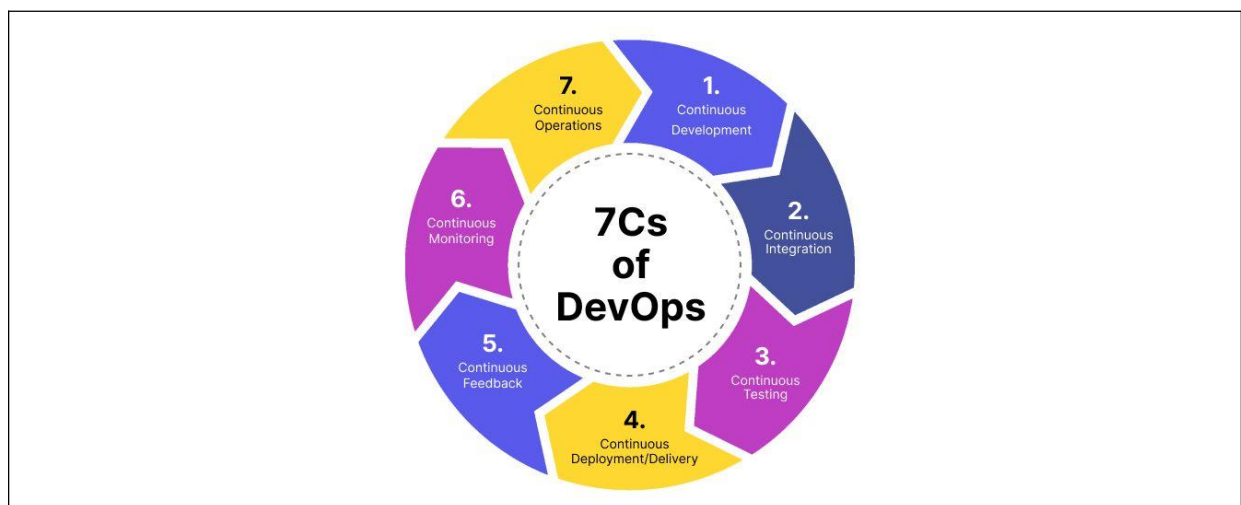 7Cs
of
DevOps
1.
Continuous
Development
2.
Continuous
Integration
3.
Continuous
Testing
4.
Continuous
Deployment/Delivery
5.
Continuous
Feedback
6.
Continuous
Monitoring
7.
Continuous
Operations